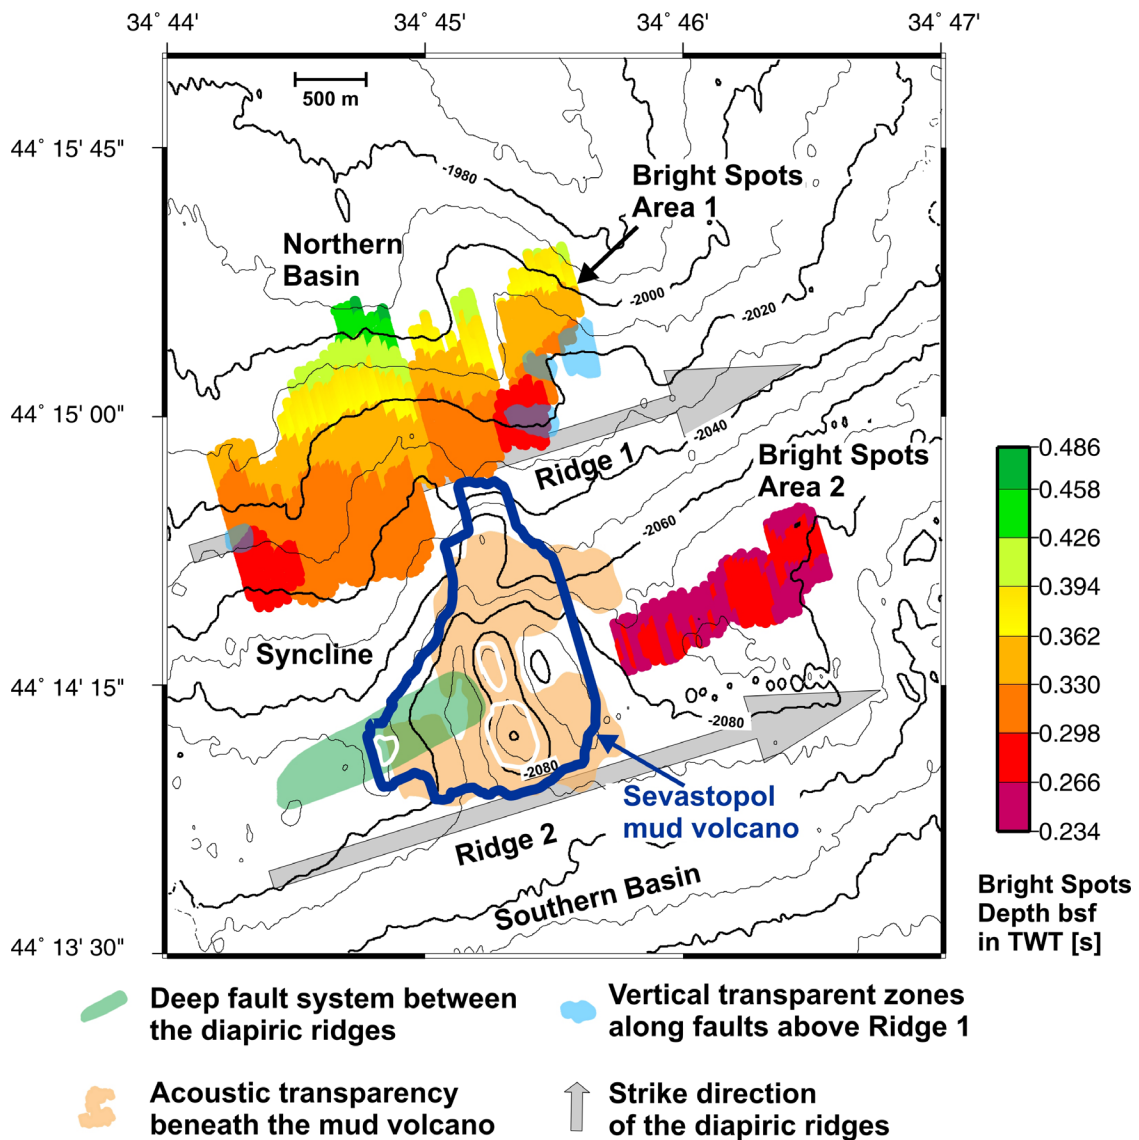 34° 44'
34° 45'
34° 46'
34° 47'
500 m
44° 15' 45"
-1980
Bright Spots
Area 1
Northern
Basin
-2000
-2020
44° 15' 00"
-2040
Ridge 1
Bright Spots
Area 2
0.486
0.458
0.426
0.394
0.362
0.330
0.298
0.266
0.234
-2060
Syncline
44° 14' 15"
-2080
-2080
Sevastopol
mud volcano
Ridge 2
Southern Basin
Bright Spots
Depth bsf
in TWT [s]
44° 13' 30"
Deep fault system between
the diapiric ridges
Vertical transparent zones
along faults above Ridge 1
Acoustic transparency
beneath the mud volcano
Strike direction
of the diapiric ridges